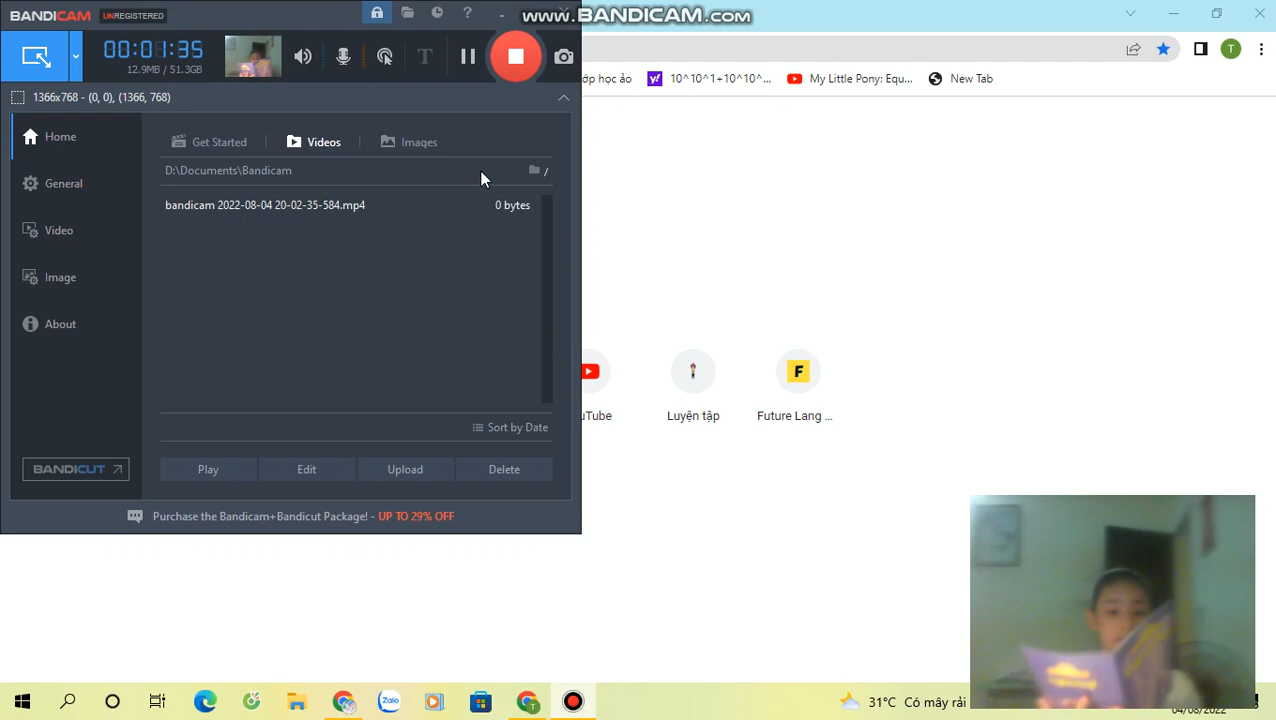 BANDICAM UNREGISTERED
www.BANDICAM.com
00:01:35
12.9MB / 51.3GB
T
T
1366x768 - (0, 0), (1366, 768)
ớp học ảo
10^10^1+10^10^...
My Little Pony: Equ...
New Tab
Home
General
Video
Image
About
Get Started
Videos
Images
D:\Documents\Bandicam
/
bandicam 2022-08-04 20-02-35-584.mp4
0 bytes
F
uTube
Luyện tập
Future Lang ...
Sort by Date
BANDICUT
Play
Edit
Upload
Delete
Purchase the Bandicam+Bandicut Package! - UP TO 29% OFF
Zalo
T
31°C Có mây rải
04/08/2022